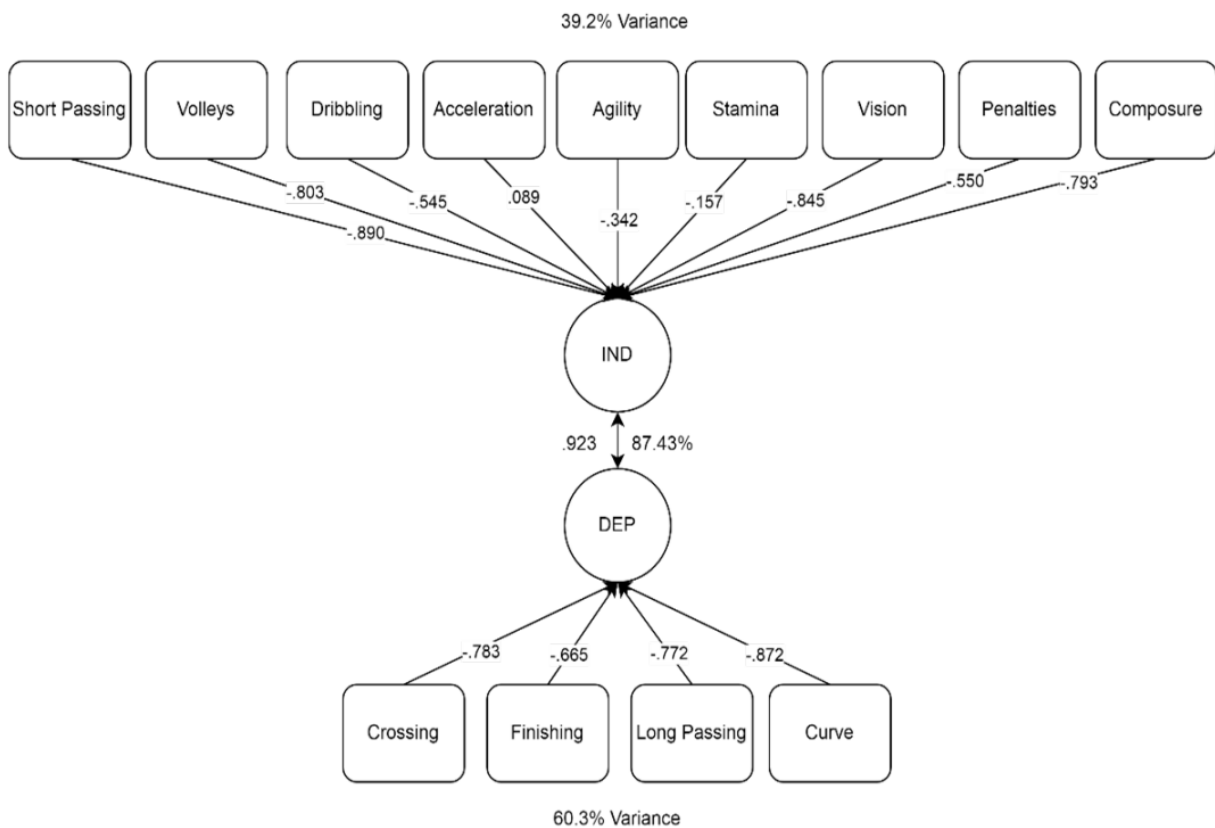 39.2% Variance
Short Passing
Volleys
Dribbling
Acceleration
Agility
Stamina
Vision
Penalties
Composure
-.890
-.803
-.545
.089
-.342
-.157
-.845
-.550
-.793
IND
.923
87.43%
DEP
-.783
-.665
-.772
-.872
Crossing
Finishing
Long Passing
Curve
60.3% Variance